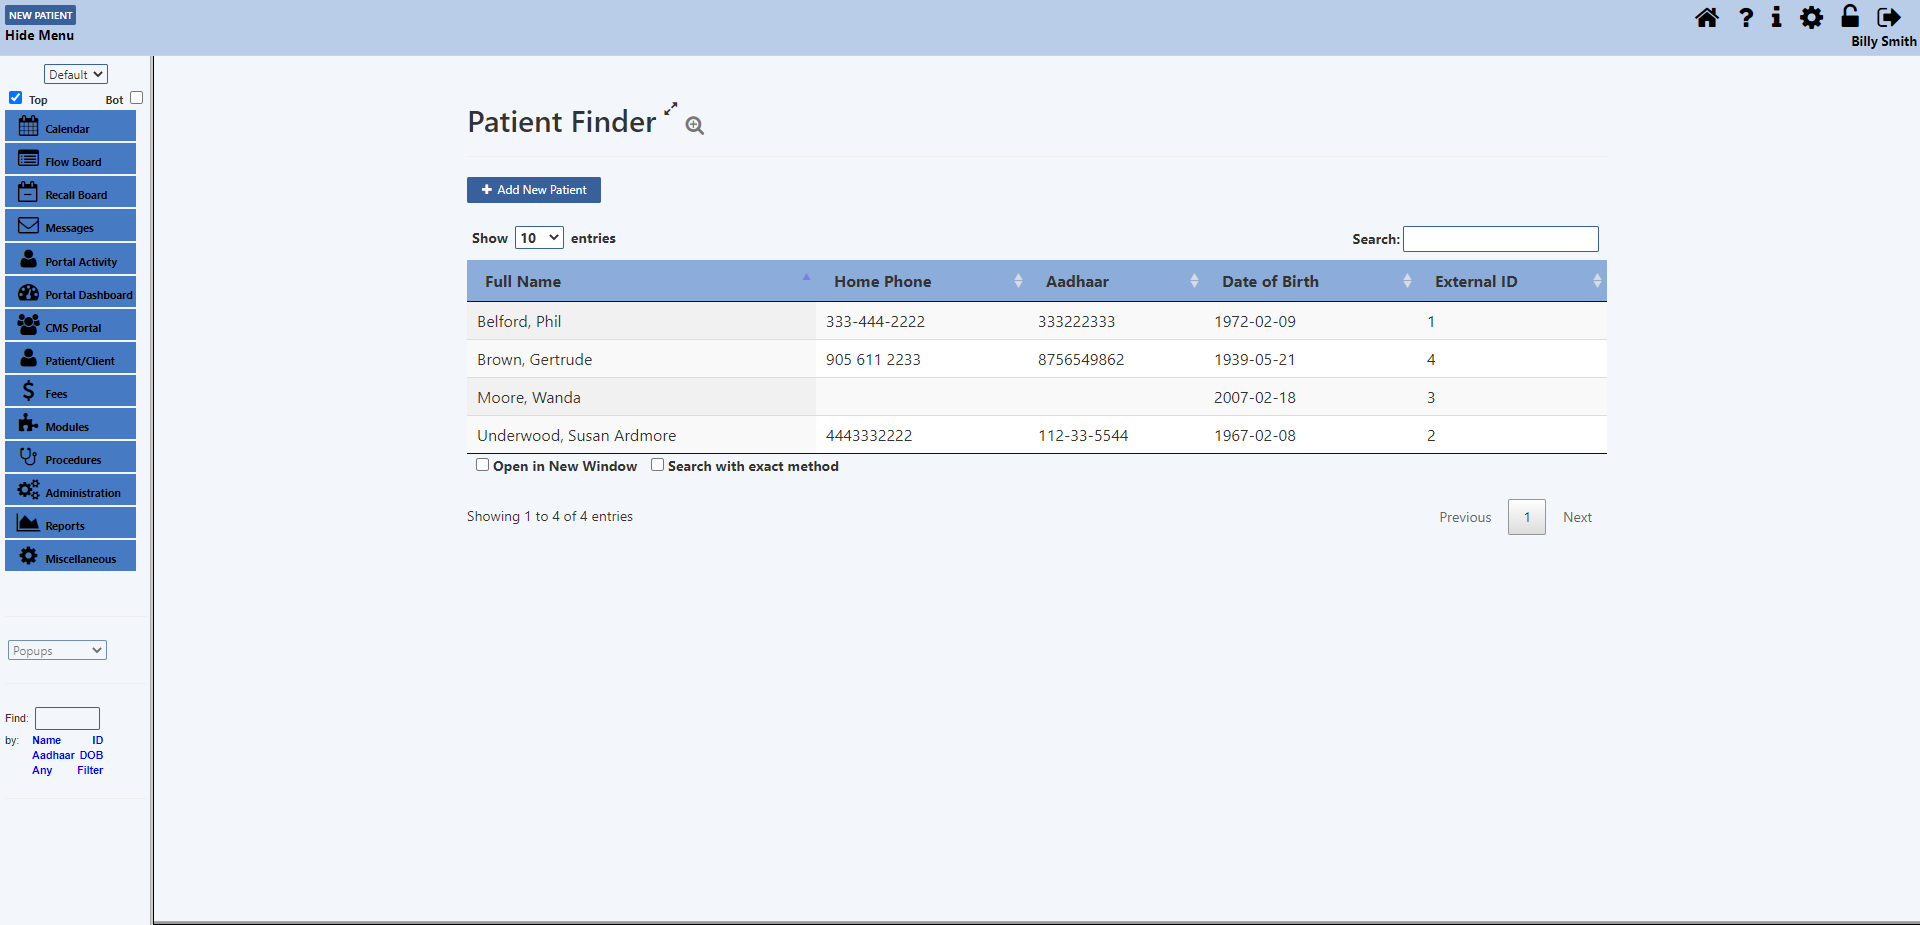 NEW PATIENT
Hide Menu
Billy Smith
Default
Top Bot
Calendar
Flow Board
Recall Board
Messages
Portal Activity
Portal Dashboard
CMS Portal
Patient/Client
Fees
Modules
Procedures
Administration
Reports
Miscellaneous
Popups
Find:
by: Name ID
Aadhaar DOB
Any Filter
Patient Finder
Add New Patient
Show 10 entries
Search:
Full Name Home Phone Aadhaar Date of Birth External ID
Belford, Phil 333-444-2222 333222333 1972-02-09 1
Brown, Gertrude 905 611 2233 8756549862 1939-05-21 4
Moore, Wanda 2007-02-18 3
Underwood, Susan Ardmore 4443332222 112-33-5544 1967-02-08 2
Open in New Window Search with exact method
Showing 1 to 4 of 4 entries
Previous 1 Next